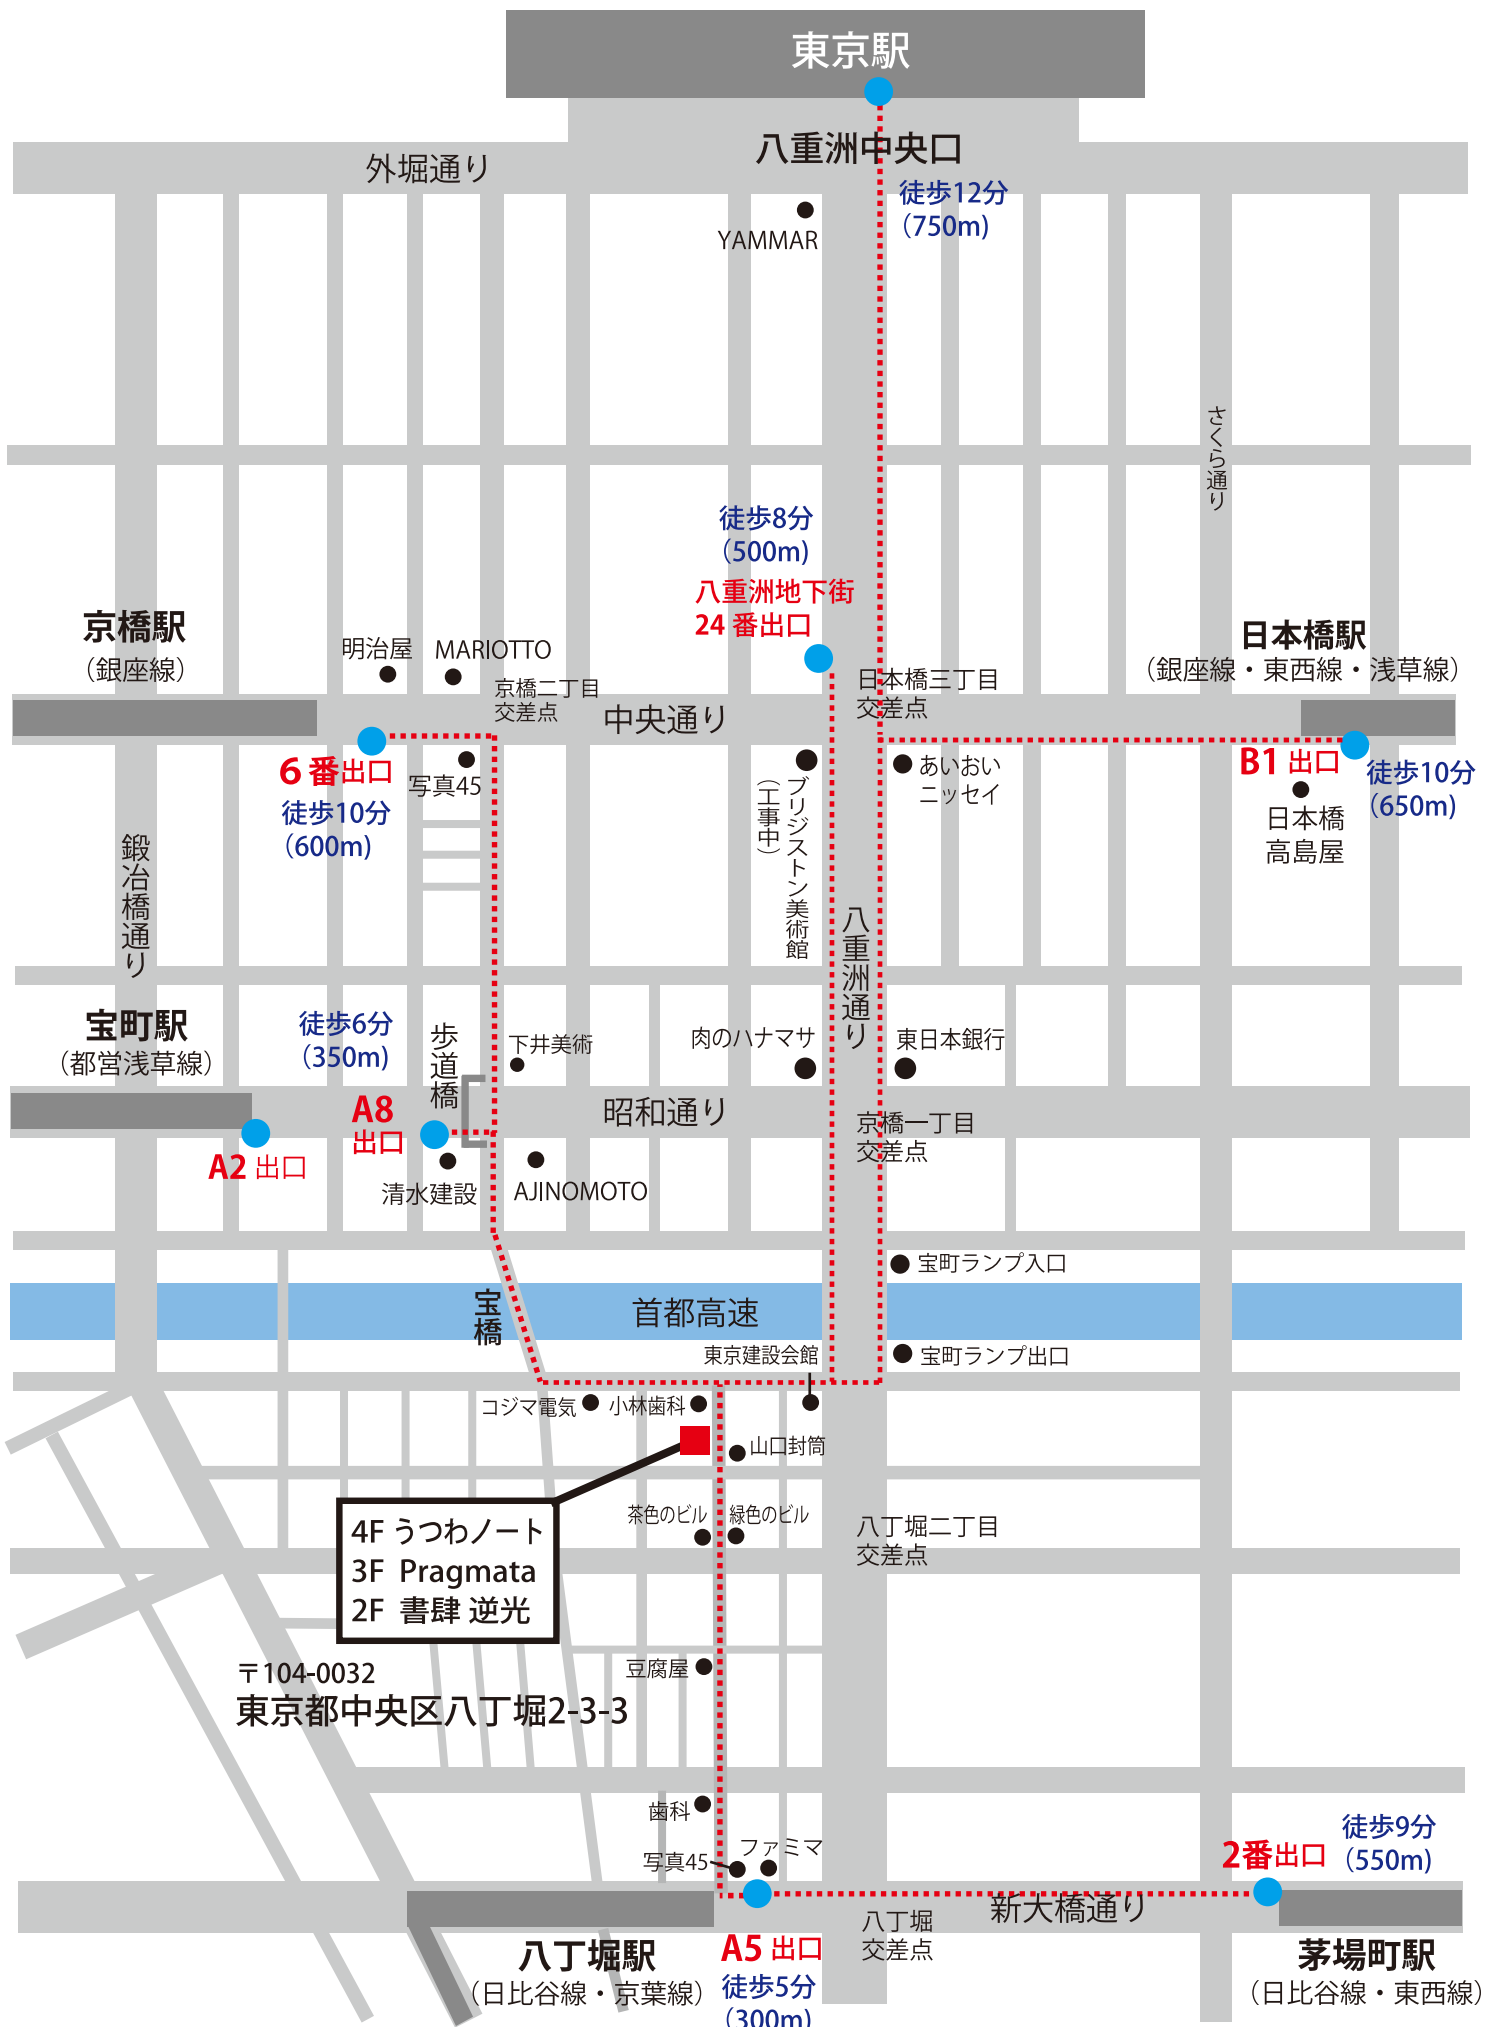 東京駅
八重洲中央口
外堀通り
徒歩12分
（750m）
YAMMAR
さくら通り
徒歩8分
（500m）
八重洲地下街
24 番出口
京橋駅
（銀座線）
明治屋
MARIOTTO
京橋二丁目
交差点
中央通り
日本橋三丁目
交差点
日本橋駅
（銀座線・東西線・浅草線）
6 番出口
徒歩10分
（600m）
写真45
ブリジストン美術館
（工事中）
あいおい
ニッセイ
B1 出口
徒歩10分
（650m）
日本橋
高島屋
鍛冶橋通り
八重洲通り
宝町駅
（都営浅草線）
徒歩6分
（350m）
歩道橋
下井美術
肉のハナマサ
東日本銀行
A8
出口
昭和通り
京橋一丁目
交差点
A2 出口
清水建設
AJINOMOTO
宝町ランプ入口
宝橋
首都高速
東京建設会館
宝町ランプ出口
コジマ電気
小林歯科
山口封筒
茶色のビル
緑色のビル
八丁堀二丁目
交差点
4F うつわノート
3F Pragmata
2F 書肆 逆光
〒104-0032
東京都中央区八丁堀2-3-3
豆腐屋
歯科
ファミマ
写真45
2番出口
徒歩9分
（550m）
新大橋通り
八丁堀
交差点
八丁堀駅
（日比谷線・京葉線）
A5 出口
徒歩5分
（300m）
茅場町駅
（日比谷線・東西線）